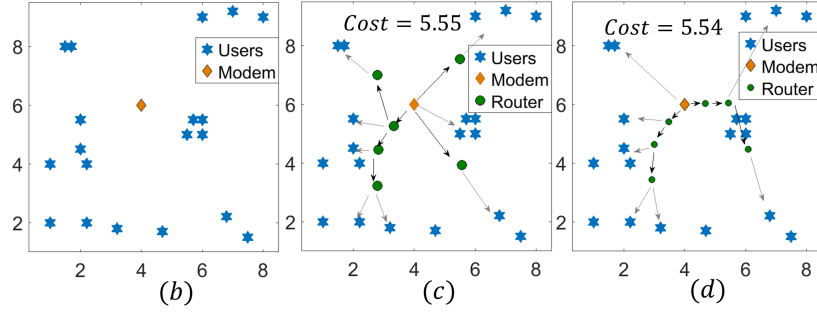 Cost = 5.55
Cost = 5.54
8
6
4
2
Users
Modem
2 4 6 8
(b)
8
6
4
2
Users
Modem
Router
2 4 6 8
(c)
8
6
4
2
Users
Modem
Router
2 4 6 8
(d)